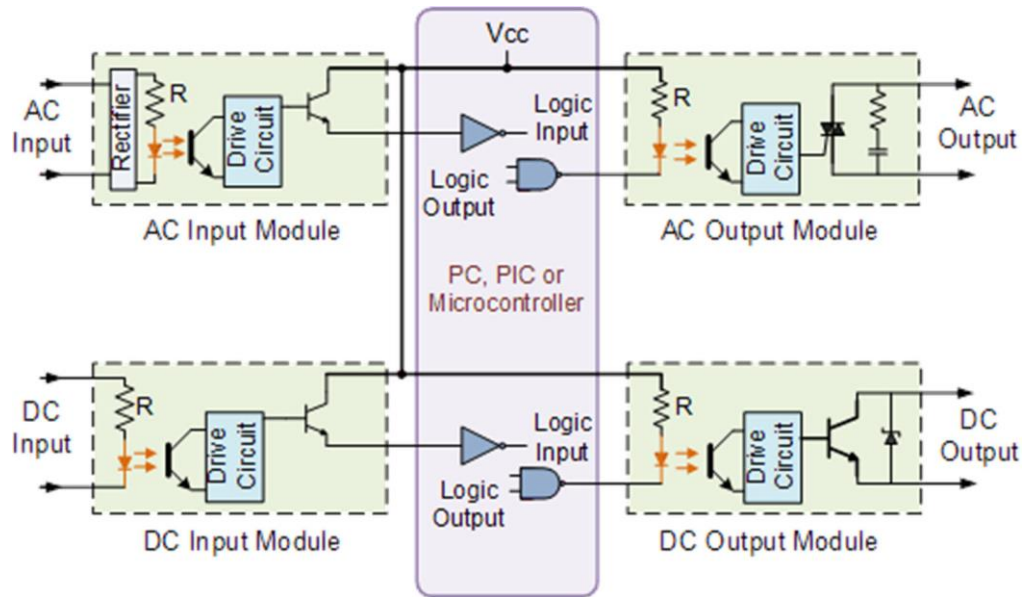 Vcc
AC
Input
Rectifier
R
Drive
Circuit
AC Input Module
Logic
Input
Logic
Output
R
Drive
Circuit
AC
Output
AC Output Module
PC, PIC or
Microcontroller
DC
Input
R
Drive
Circuit
DC Input Module
Logic
Input
Logic
Output
R
Drive
Circuit
DC
Output
DC Output Module